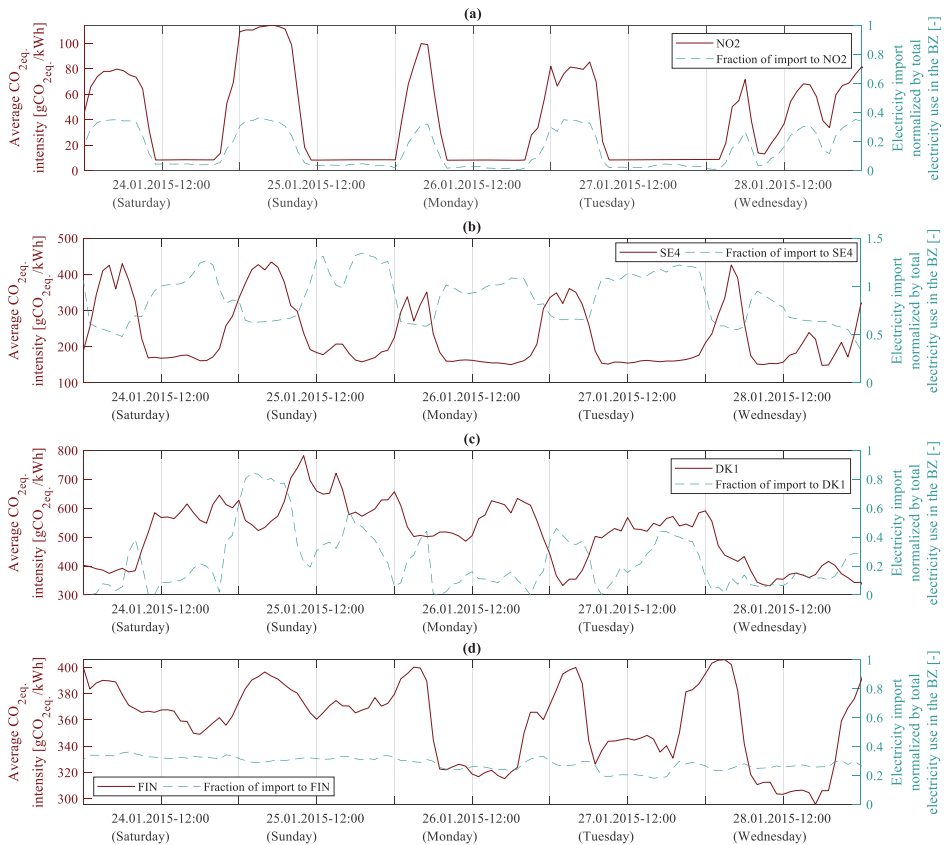 (a)
Average CO2eq.
intensity [gCO2eq./kWh]
100
80
60
40
20
0
NO2
Fraction of import to NO2
1
0.8
0.6
0.4
0.2
0
Electricity import
normalized by total
electricity use in the BZ [-]
24.01.2015-12:00 25.01.2015-12:00 26.01.2015-12:00 27.01.2015-12:00 28.01.2015-12:00
(Saturday) (Sunday) (Monday) (Tuesday) (Wednesday)
(b)
Average CO2eq.
intensity [gCO2eq./kWh]
500
400
300
200
100
SE4 Fraction of import to SE4
1.5
1
0.5
0
Electricity import
normalized by total
electricity use in the BZ [-]
24.01.2015-12:00 25.01.2015-12:00 26.01.2015-12:00 27.01.2015-12:00 28.01.2015-12:00
(Saturday) (Sunday) (Monday) (Tuesday) (Wednesday)
(c)
Average CO2eq.
intensity [gCO2eq./kWh]
800
700
600
500
400
300
DK1
Fraction of import to DK1
1
0.8
0.6
0.4
0.2
0
Electricity import
normalized by total
electricity use in the BZ [-]
24.01.2015-12:00 25.01.2015-12:00 26.01.2015-12:00 27.01.2015-12:00 28.01.2015-12:00
(Saturday) (Sunday) (Monday) (Tuesday) (Wednesday)
(d)
Average CO2eq.
intensity [gCO2eq./kWh]
400
380
360
340
320
300
FIN Fraction of import to FIN
1
0.8
0.6
0.4
0.2
0
Electricity import
normalized by total
electricity use in the BZ [-]
24.01.2015-12:00 25.01.2015-12:00 26.01.2015-12:00 27.01.2015-12:00 28.01.2015-12:00
(Saturday) (Sunday) (Monday) (Tuesday) (Wednesday)